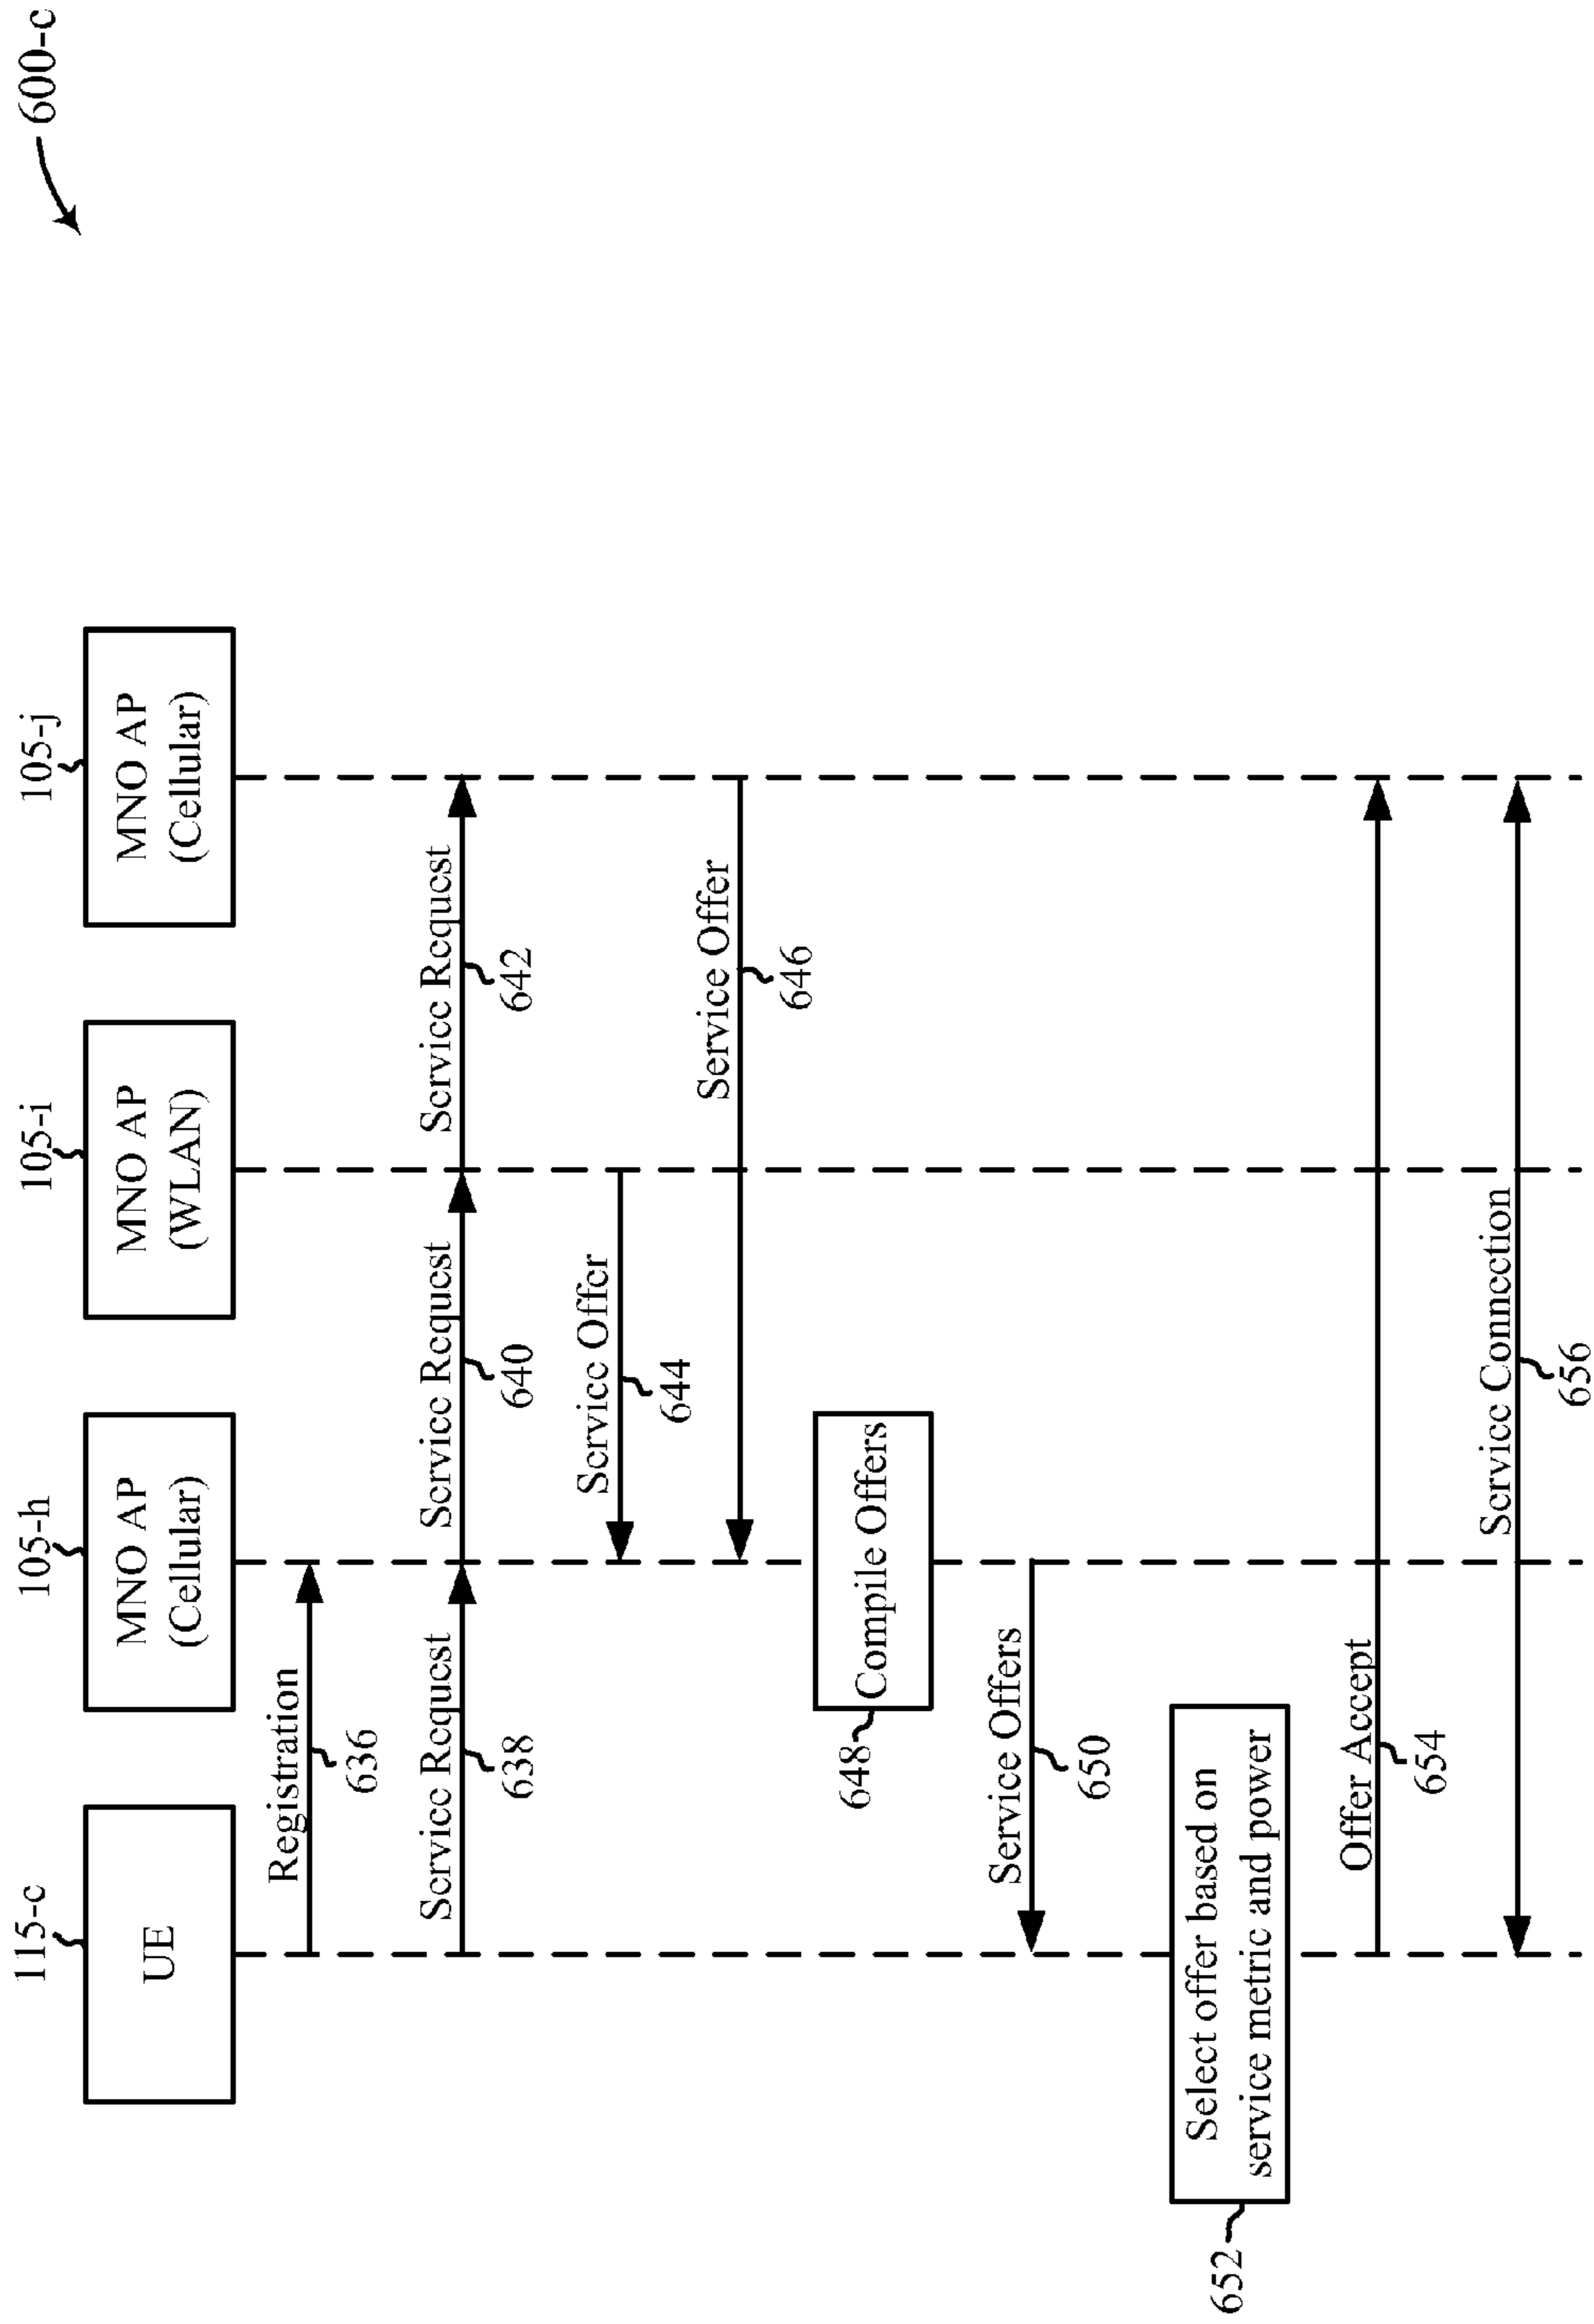 600-c
115-c
UE
105-h
MNO AP
(Cellular)
105-i
MNO AP
(WLAN)
105-j
MNO AP
(Cellular)
Registration
636
Service Request
638
Service Request
640
Service Request
642
Service Offer
644
Service Offer
646
648
Compile Offers
Service Offers
650
652
Select offer based on
service metric and power
Offer Accept
654
Service Connection
656